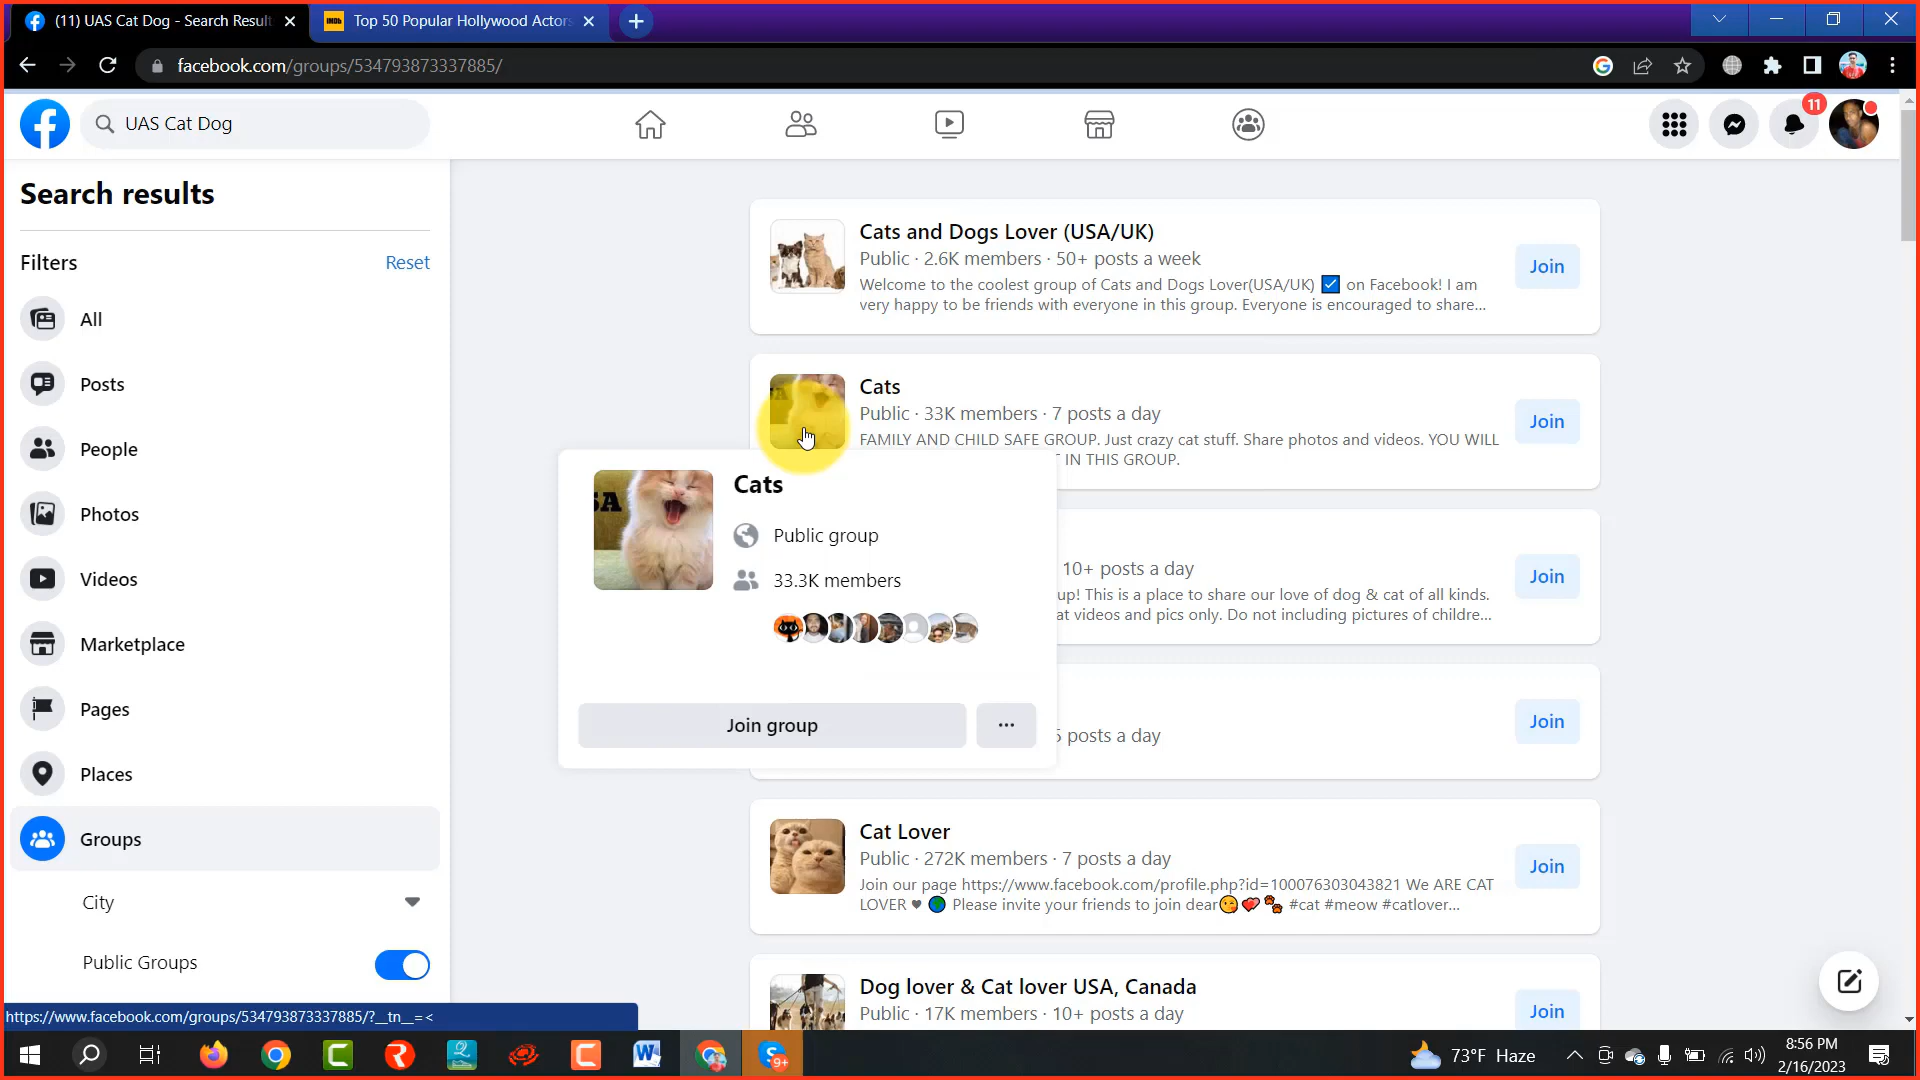 (11) UAS Cat Dog - Search Result
IMDb Top 50 Popular Hollywood Actors
facebook.com/groups/534793873337885/
UAS Cat Dog
11
Search results
Filters
Reset
All
Posts
People
Photos
Videos
Marketplace
Pages
Places
Groups
City
Public Groups
Cats and Dogs Lover (USA/UK)
Public · 2.6K members · 50+ posts a week
Welcome to the coolest group of Cats and Dogs Lover(USA/UK) ☑ on Facebook! I am
very happy to be friends with everyone in this group. Everyone is encouraged to share...
Join
Cats
Public · 33K members · 7 posts a day
FAMILY AND CHILD SAFE GROUP. Just crazy cat stuff. Share photos and videos. YOU WILL
IN THIS GROUP.
Join
Cats
Public group
33.3K members
Join group
10+ posts a day
up! This is a place to share our love of dog & cat of all kinds.
at videos and pics only. Do not including pictures of childre...
Join
5 posts a day
Join
Cat Lover
Public · 272K members · 7 posts a day
Join our page https://www.facebook.com/profile.php?id=100076303043821 We ARE CAT
LOVER ♥ 🌎 Please invite your friends to join dear😘💖🐾 #cat #meow #catlover...
Join
Dog lover & Cat lover USA, Canada
Public · 17K members · 10+ posts a day
Join
https://www.facebook.com/groups/534793873337885/?__tn__=<
9+
73°F Haze
8:56 PM
2/16/2023